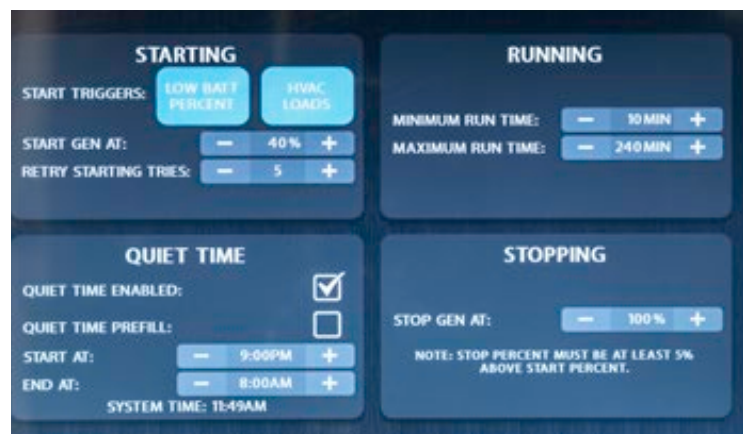 STARTING
START TRIGGERS:
LOW BATT
PERCENT
HVAC
LOADS
START GEN AT: − 40% +
RETRY STARTING TRIES: − 5 +
RUNNING
MINIMUM RUN TIME: − 10 MIN +
MAXIMUM RUN TIME: − 240 MIN +
QUIET TIME
QUIET TIME ENABLED:
QUIET TIME PREFILL:
START AT: − 9:00PM +
END AT: − 8:00AM +
SYSTEM TIME: 11:49AM
STOPPING
STOP GEN AT: − 100% +
NOTE: STOP PERCENT MUST BE AT LEAST 5%
ABOVE START PERCENT.